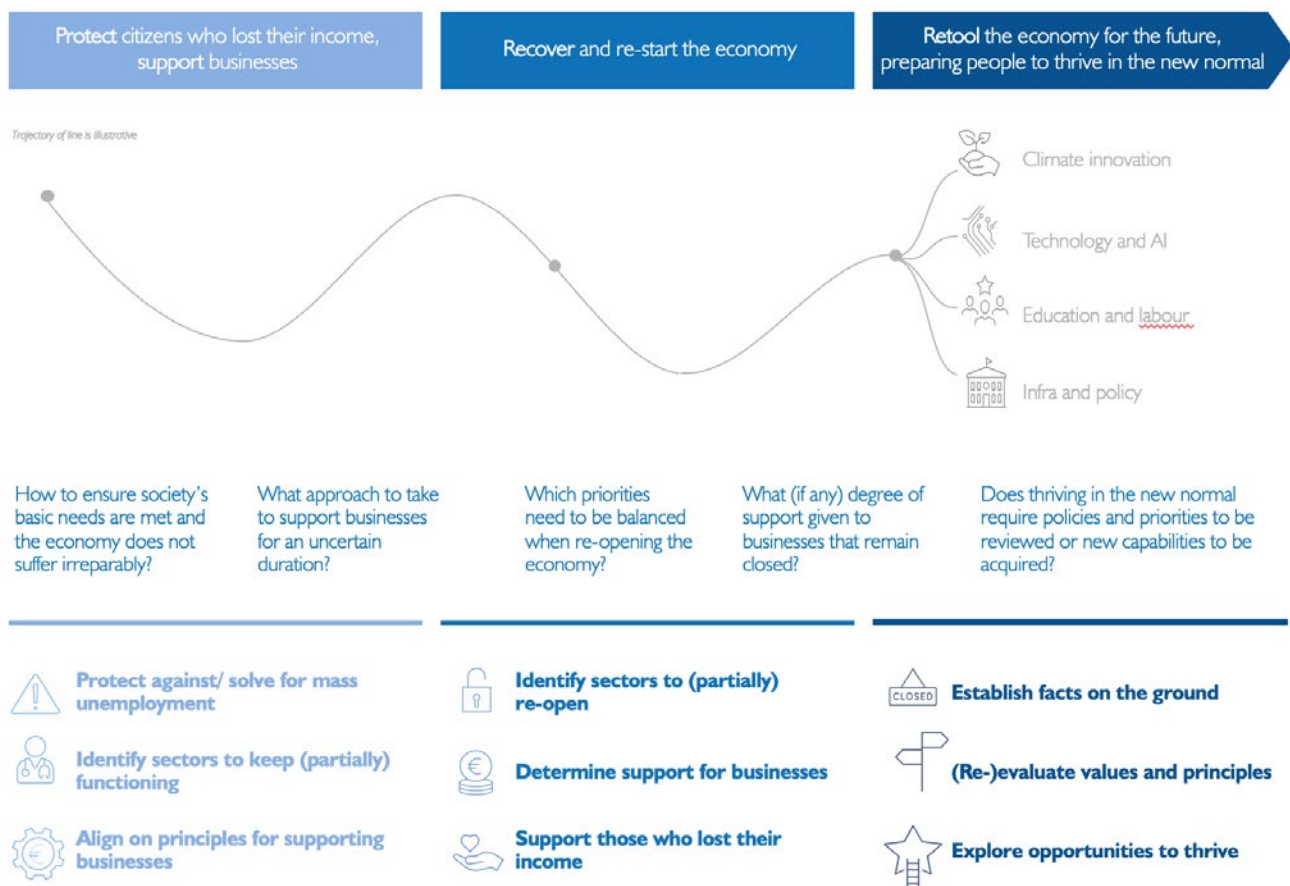 Protect citizens who lost their income,
support businesses
Recover and re-start the economy
Retool the economy for the future,
preparing people to thrive in the new normal
Trajectory of line is illustrative
Climate innovation
Technology and AI
Education and labour
Infra and policy
How to ensure society's
basic needs are met and
the economy does not
suffer irreparably?
What approach to take
to support businesses
for an uncertain
duration?
Which priorities
need to be balanced
when re-opening the
economy?
What (if any) degree of
support given to
businesses that remain
closed?
Does thriving in the new normal
require policies and priorities to be
reviewed or new capabilities to be
acquired?
Protect against/ solve for mass
unemployment
Identify sectors to keep (partially)
functioning
€
Align on principles for supporting
businesses
Identify sectors to (partially)
re-open
€
Determine support for businesses
Support those who lost their
income
CLOSED
Establish facts on the ground
(Re-)evaluate values and principles
Explore opportunities to thrive